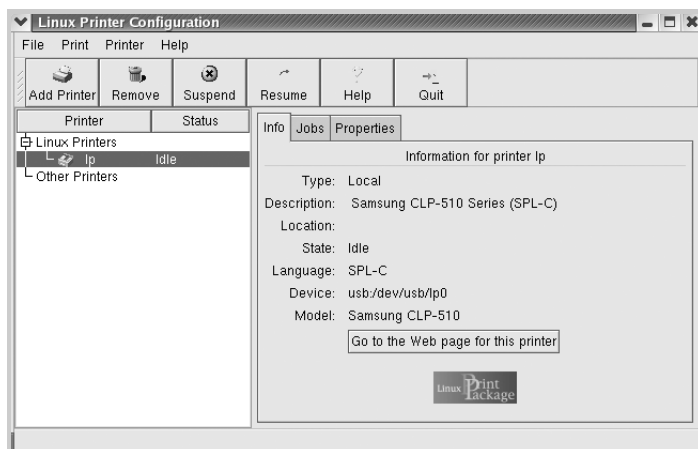 Linux Printer Configuration
File Print Printer Help
Add Printer Remove Suspend Resume Help Quit
Printer Status
Linux Printers
lp Idle
Other Printers
Info Jobs Properties
Information for printer lp
Type: Local
Description: Samsung CLP-510 Series (SPL-C)
Location:
State: Idle
Language: SPL-C
Device: usb:/dev/usb/lp0
Model: Samsung CLP-510
Go to the Web page for this printer
Linux Print Package